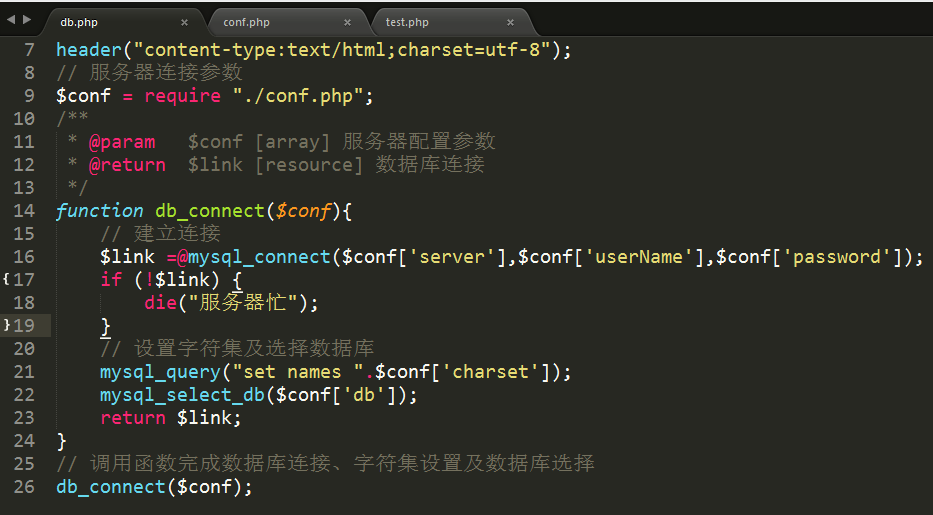 db.php × conf.php × test.php ×
7 header("content-type:text/html;charset=utf-8");
8 // 服务器连接参数
9 $conf = require "./conf.php";
10 /**
11 * @param $conf [array] 服务器配置参数
12 * @return $link [resource] 数据库连接
13 */
14 function db_connect($conf){
15 // 建立连接
16 $link =@mysql_connect($conf['server'],$conf['userName'],$conf['password']);
17 if (!$link) {
18 die("服务器忙");
19 }
20 // 设置字符集及选择数据库
21 mysql_query("set names ".$conf['charset']);
22 mysql_select_db($conf['db']);
23 return $link;
24 }
25 // 调用函数完成数据库连接、字符集设置及数据库选择
26 db_connect($conf);